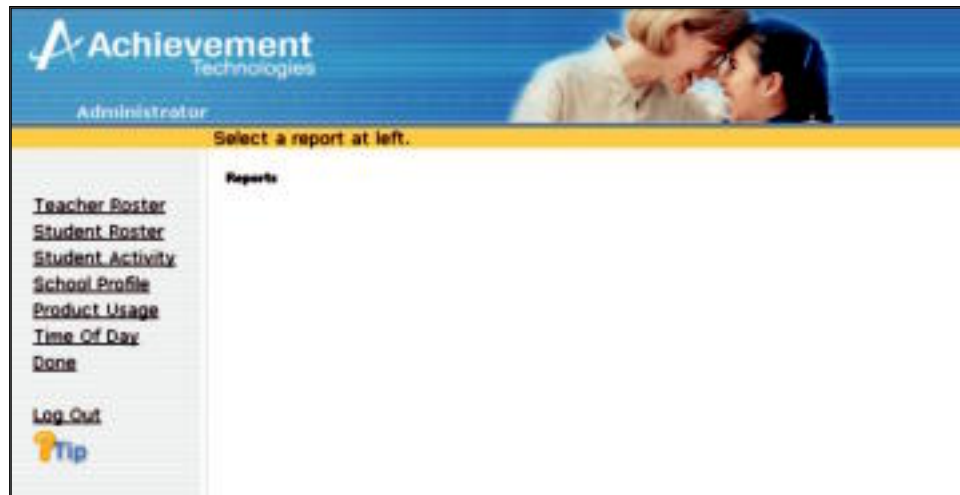 Achievement
Technologies
Administrator
Select a report at left.
Reports
Teacher Roster
Student Roster
Student Activity
School Profile
Product Usage
Time Of Day
Done
Log Out
?Tip